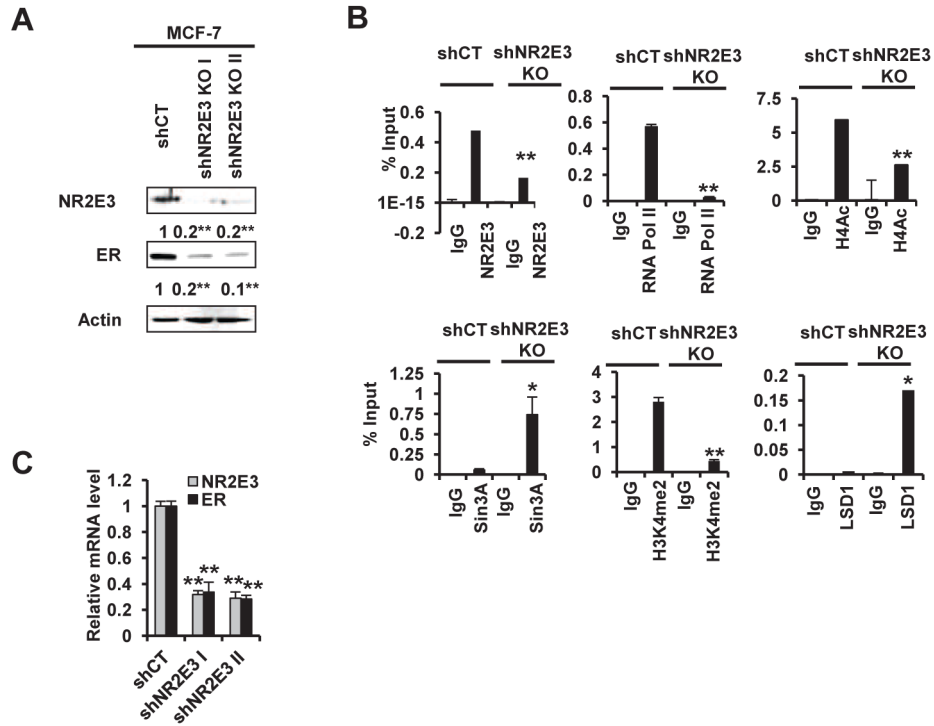 A
MCF-7
shCT
shNR2E3 KO I
shNR2E3 KO II
NR2E3
1 0.2** 0.2**
ER
1 0.2** 0.1**
Actin
B
shCT shNR2E3
KO
% Input
0.6
0.4
0.2
1E-15
-0.2
**
IgG
NR2E3
IgG
NR2E3
shCT shNR2E3
KO
0.8
0.6
0.4
0.2
0
**
IgG
RNA Pol II
IgG
RNA Pol II
shCT shNR2E3
KO
7.5
5
2.5
0
**
IgG
H4Ac
IgG
H4Ac
shCT shNR2E3
KO
% Input
1.25
1
0.75
0.5
0.25
0
*
IgG
Sin3A
IgG
Sin3A
shCT shNR2E3
KO
4
3
2
1
0
**
IgG
H3K4me2
IgG
H3K4me2
shCT shNR2E3
KO
0.2
0.15
0.1
0.05
0
*
IgG
LSD1
IgG
LSD1
C
Relative mRNA level
1.2
1
0.8
0.6
0.4
0.2
0
NR2E3
ER
** ** ** **
shCT
shNR2E3 I
shNR2E3 II